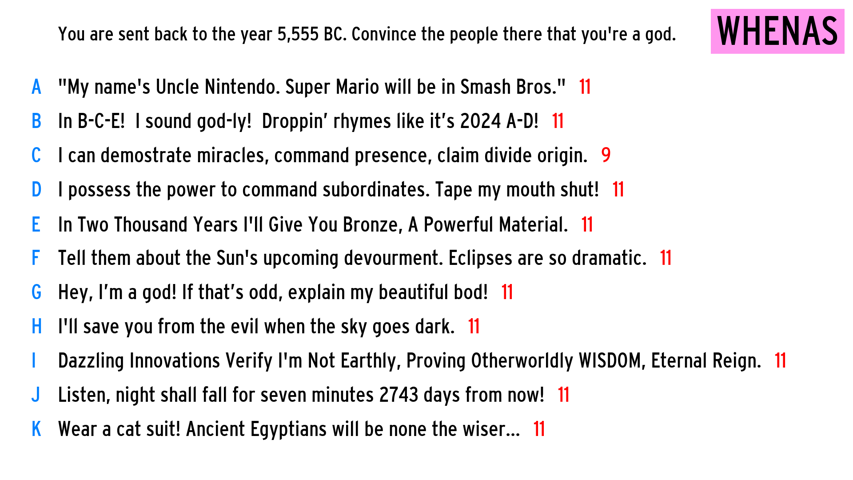 You are sent back to the year 5,555 BC. Convince the people there that you're a god.
WHENAS
A "My name's Uncle Nintendo. Super Mario will be in Smash Bros." 11
B In B-C-E! I sound god-ly! Droppin’ rhymes like it’s 2024 A-D! 11
C I can demostrate miracles, command presence, claim divide origin. 9
D I possess the power to command subordinates. Tape my mouth shut! 11
E In Two Thousand Years I'll Give You Bronze, A Powerful Material. 11
F Tell them about the Sun's upcoming devourment. Eclipses are so dramatic. 11
G Hey, I’m a god! If that’s odd, explain my beautiful bod! 11
H I'll save you from the evil when the sky goes dark. 11
I Dazzling Innovations Verify I'm Not Earthly, Proving Otherworldly WISDOM, Eternal Reign. 11
J Listen, night shall fall for seven minutes 2743 days from now! 11
K Wear a cat suit! Ancient Egyptians will be none the wiser... 11